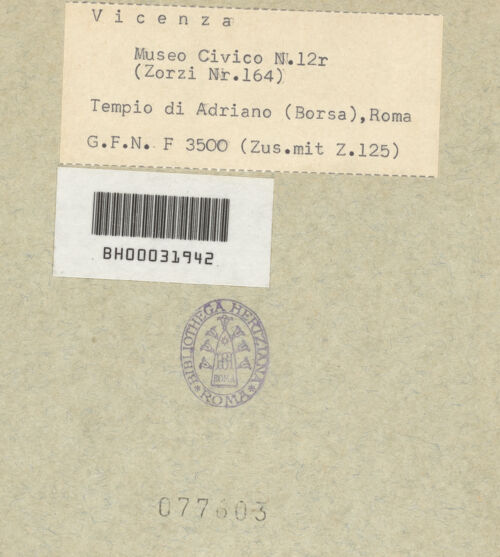 Vicenza
Museo Civico N.12r
(Zorzi Nr.164)
Tempio di Adriano (Borsa),Roma
G.F.N. F 3500 (Zus.mit Z.125)
BH00031942
BIBLIOTHECA HERTZIANA
ROMA
ROMA
077603